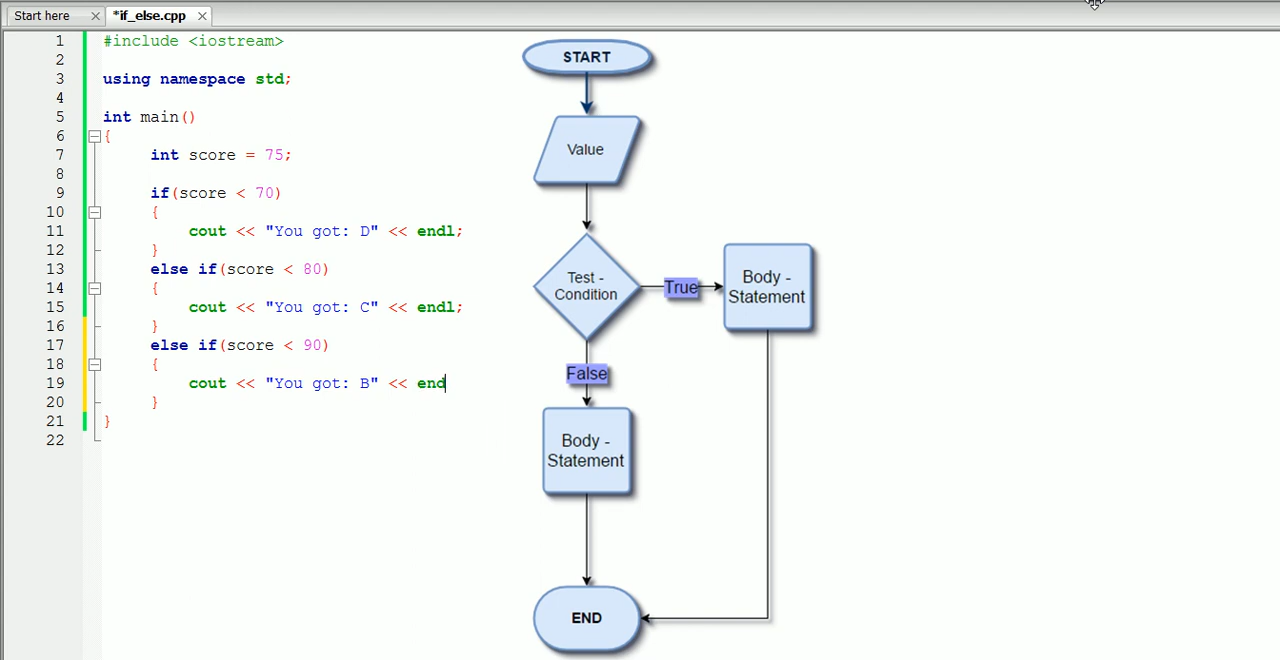 Start here
*if_else.cpp
1 #include <iostream>
2
3 using namespace std;
4
5 int main()
6 {
7 int score = 75;
8
9 if(score < 70)
10 {
11 cout << "You got: D" << endl;
12 }
13 else if(score < 80)
14 {
15 cout << "You got: C" << endl;
16 }
17 else if(score < 90)
18 {
19 cout << "You got: B" << end
20 }
21 }
22
START
Value
Test -
Condition
True
Body -
Statement
False
Body -
Statement
END